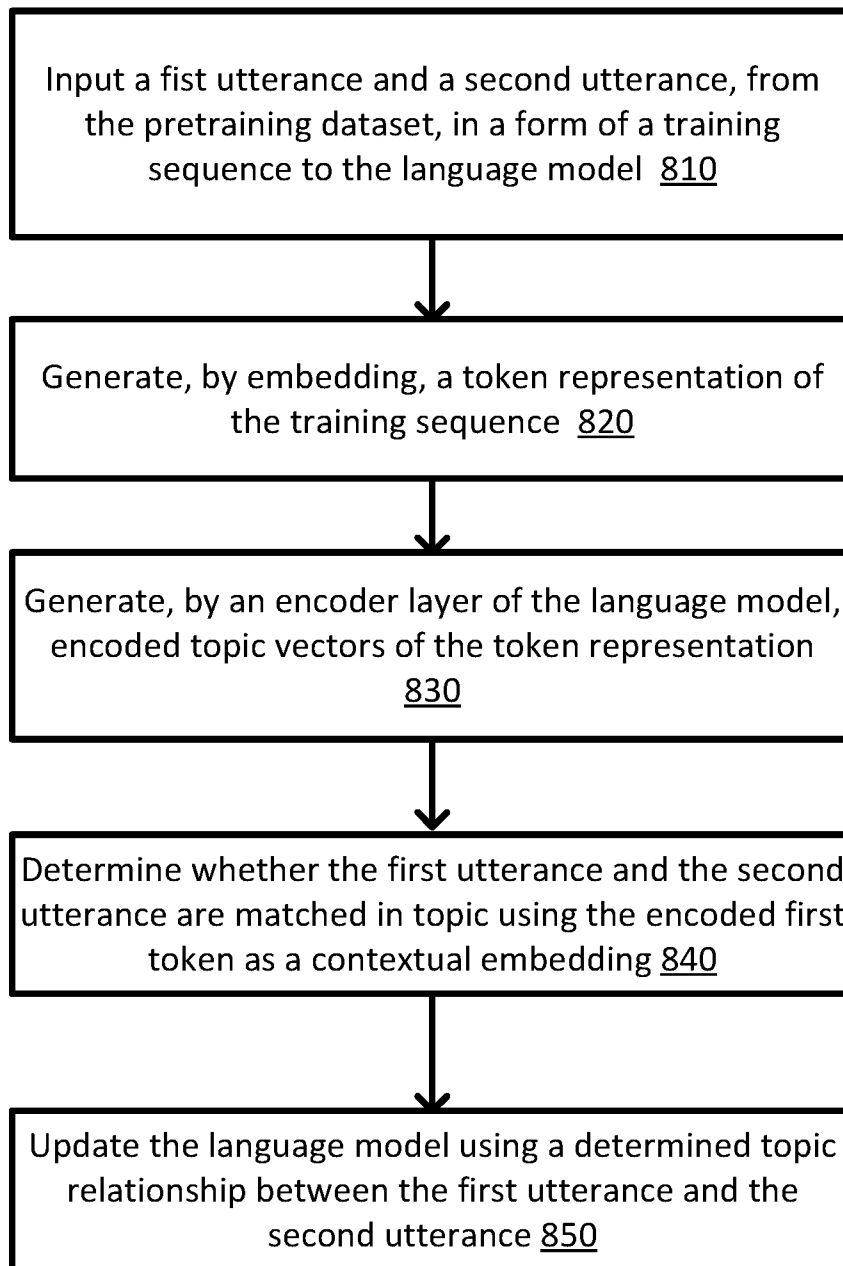 Input a fist utterance and a second utterance, from
the pretraining dataset, in a form of a training
sequence to the language model 810
Generate, by embedding, a token representation of
the training sequence 820
Generate, by an encoder layer of the language model,
encoded topic vectors of the token representation
830
Determine whether the first utterance and the second
utterance are matched in topic using the encoded first
token as a contextual embedding 840
Update the language model using a determined topic
relationship between the first utterance and the
second utterance 850